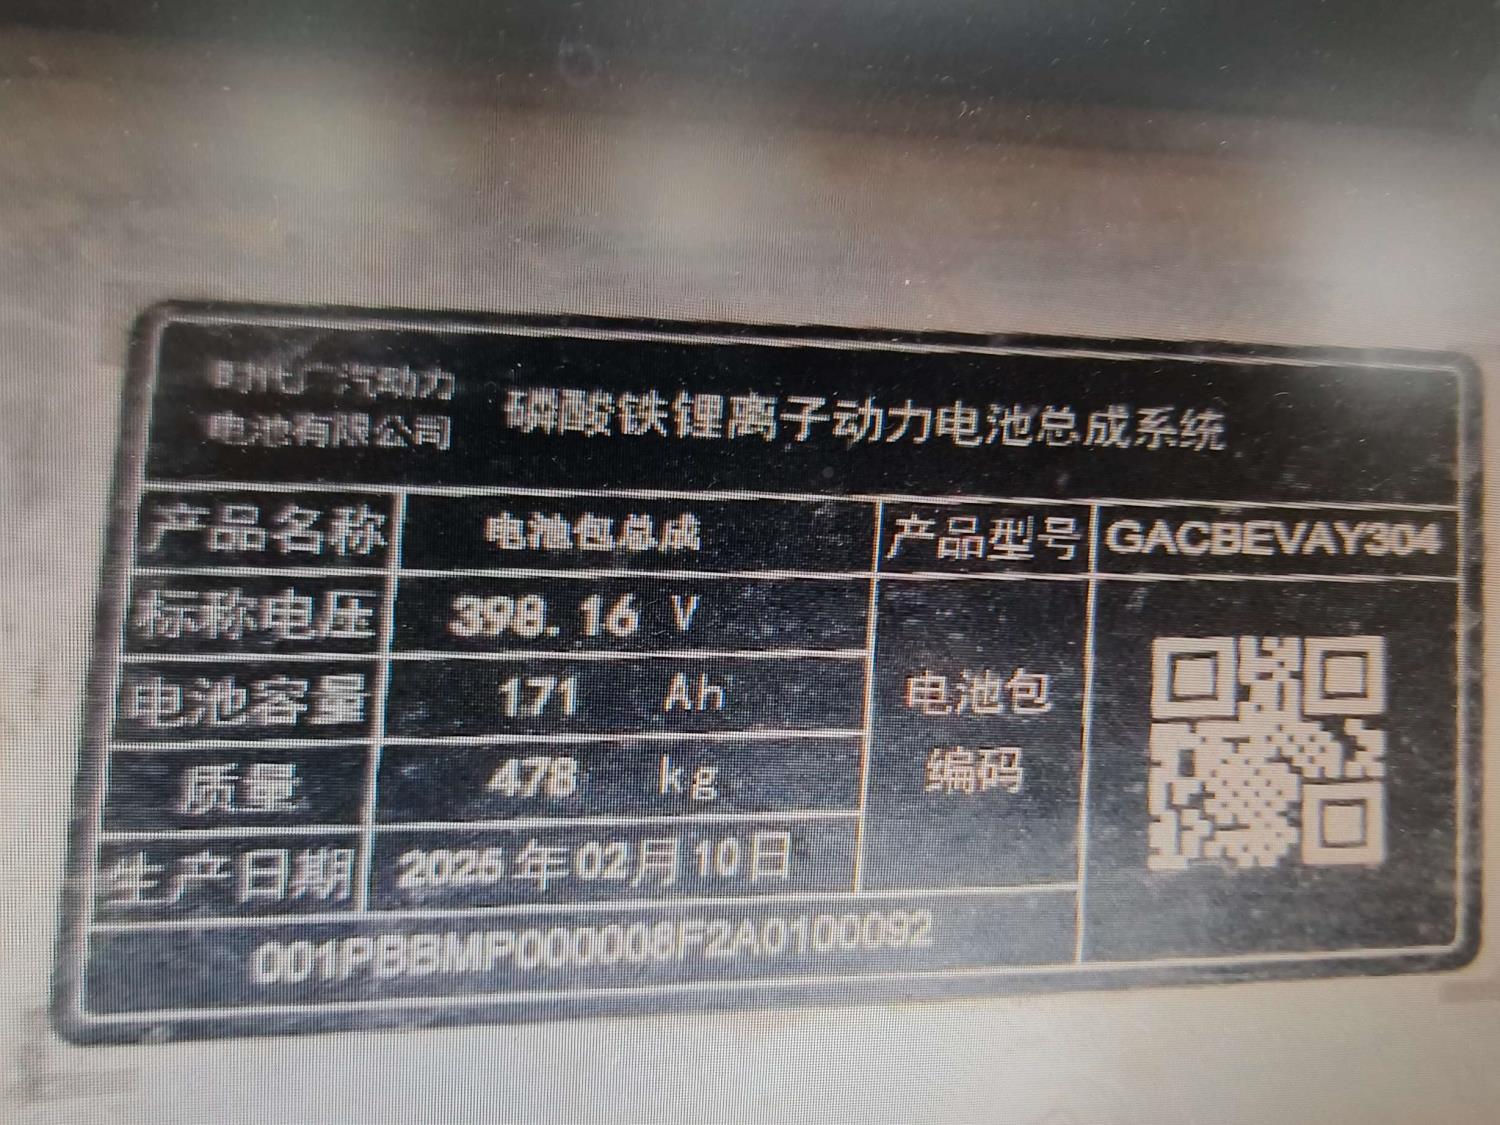 时代广汽动力
电池有限公司
磷酸铁锂离子动力电池总成系统
产品名称 电池包总成 产品型号 GACBEVAY304
标称电压 398.16 V
电池容量 171 Ah
质量 478 kg
生产日期 2025年02月10日
电池包
编码
001PBBMP000008F2A0100092